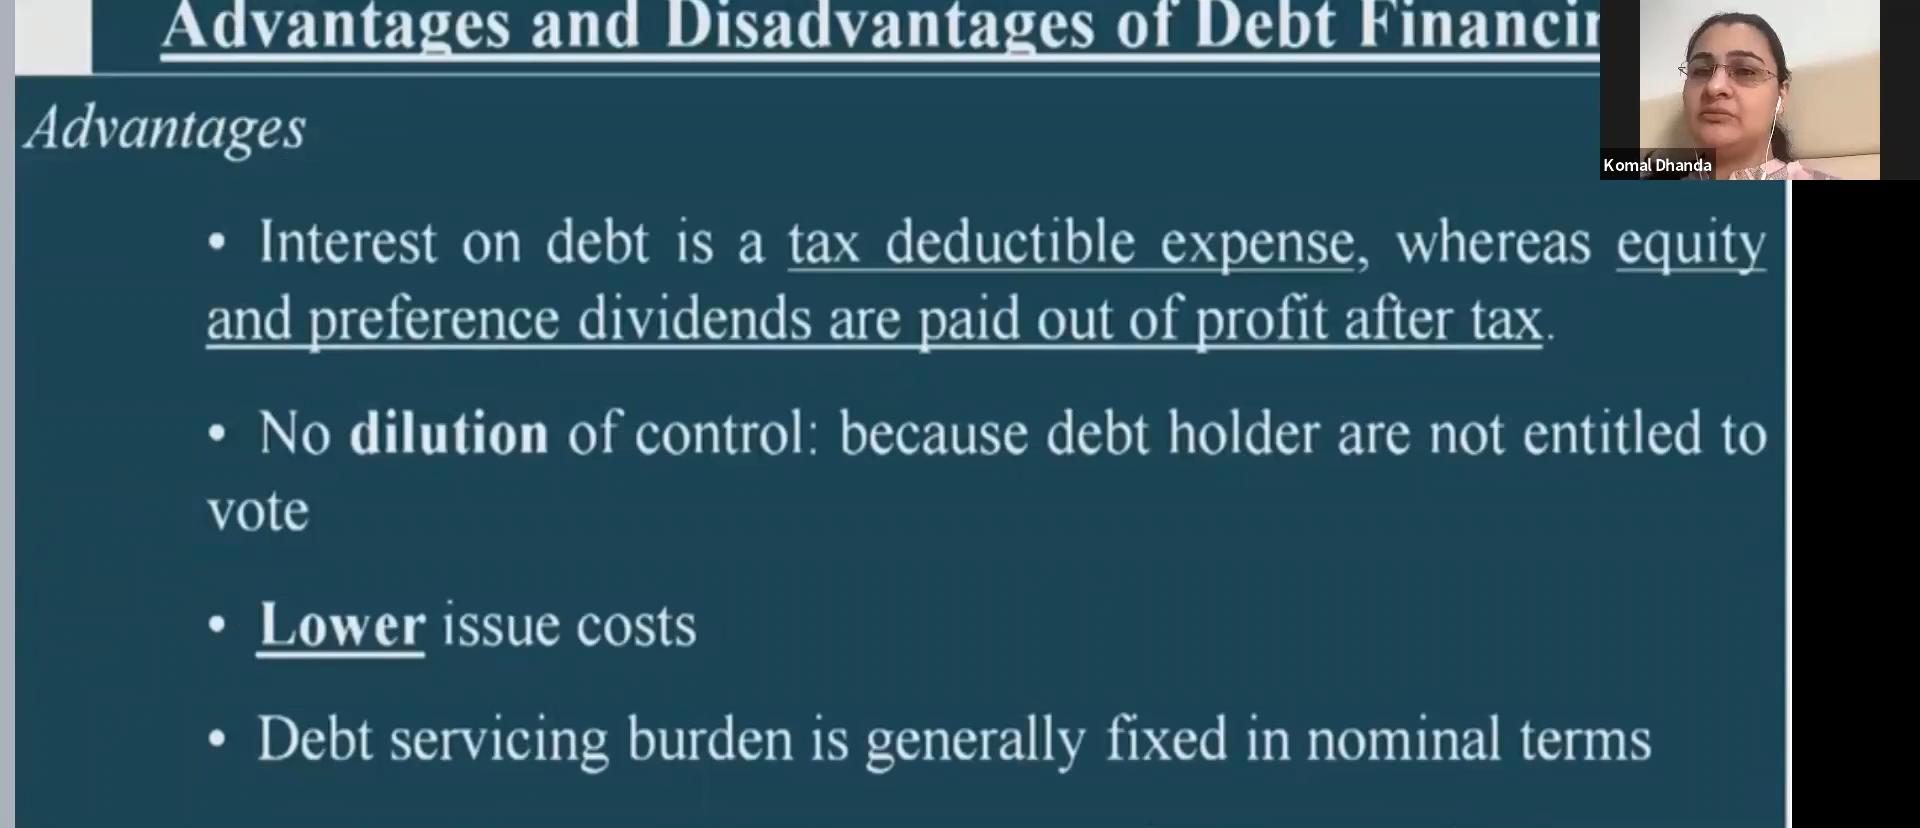 Advantages and Disadvantages of Debt
Advantages
Komal Dhanda
• Interest on debt is a tax deductible expense, whereas equity
and preference dividends are paid out of profit after tax.
• No dilution of control: because debt holder are not entitled to
vote
• Lower issue costs
• Debt servicing burden is generally fixed in nominal terms